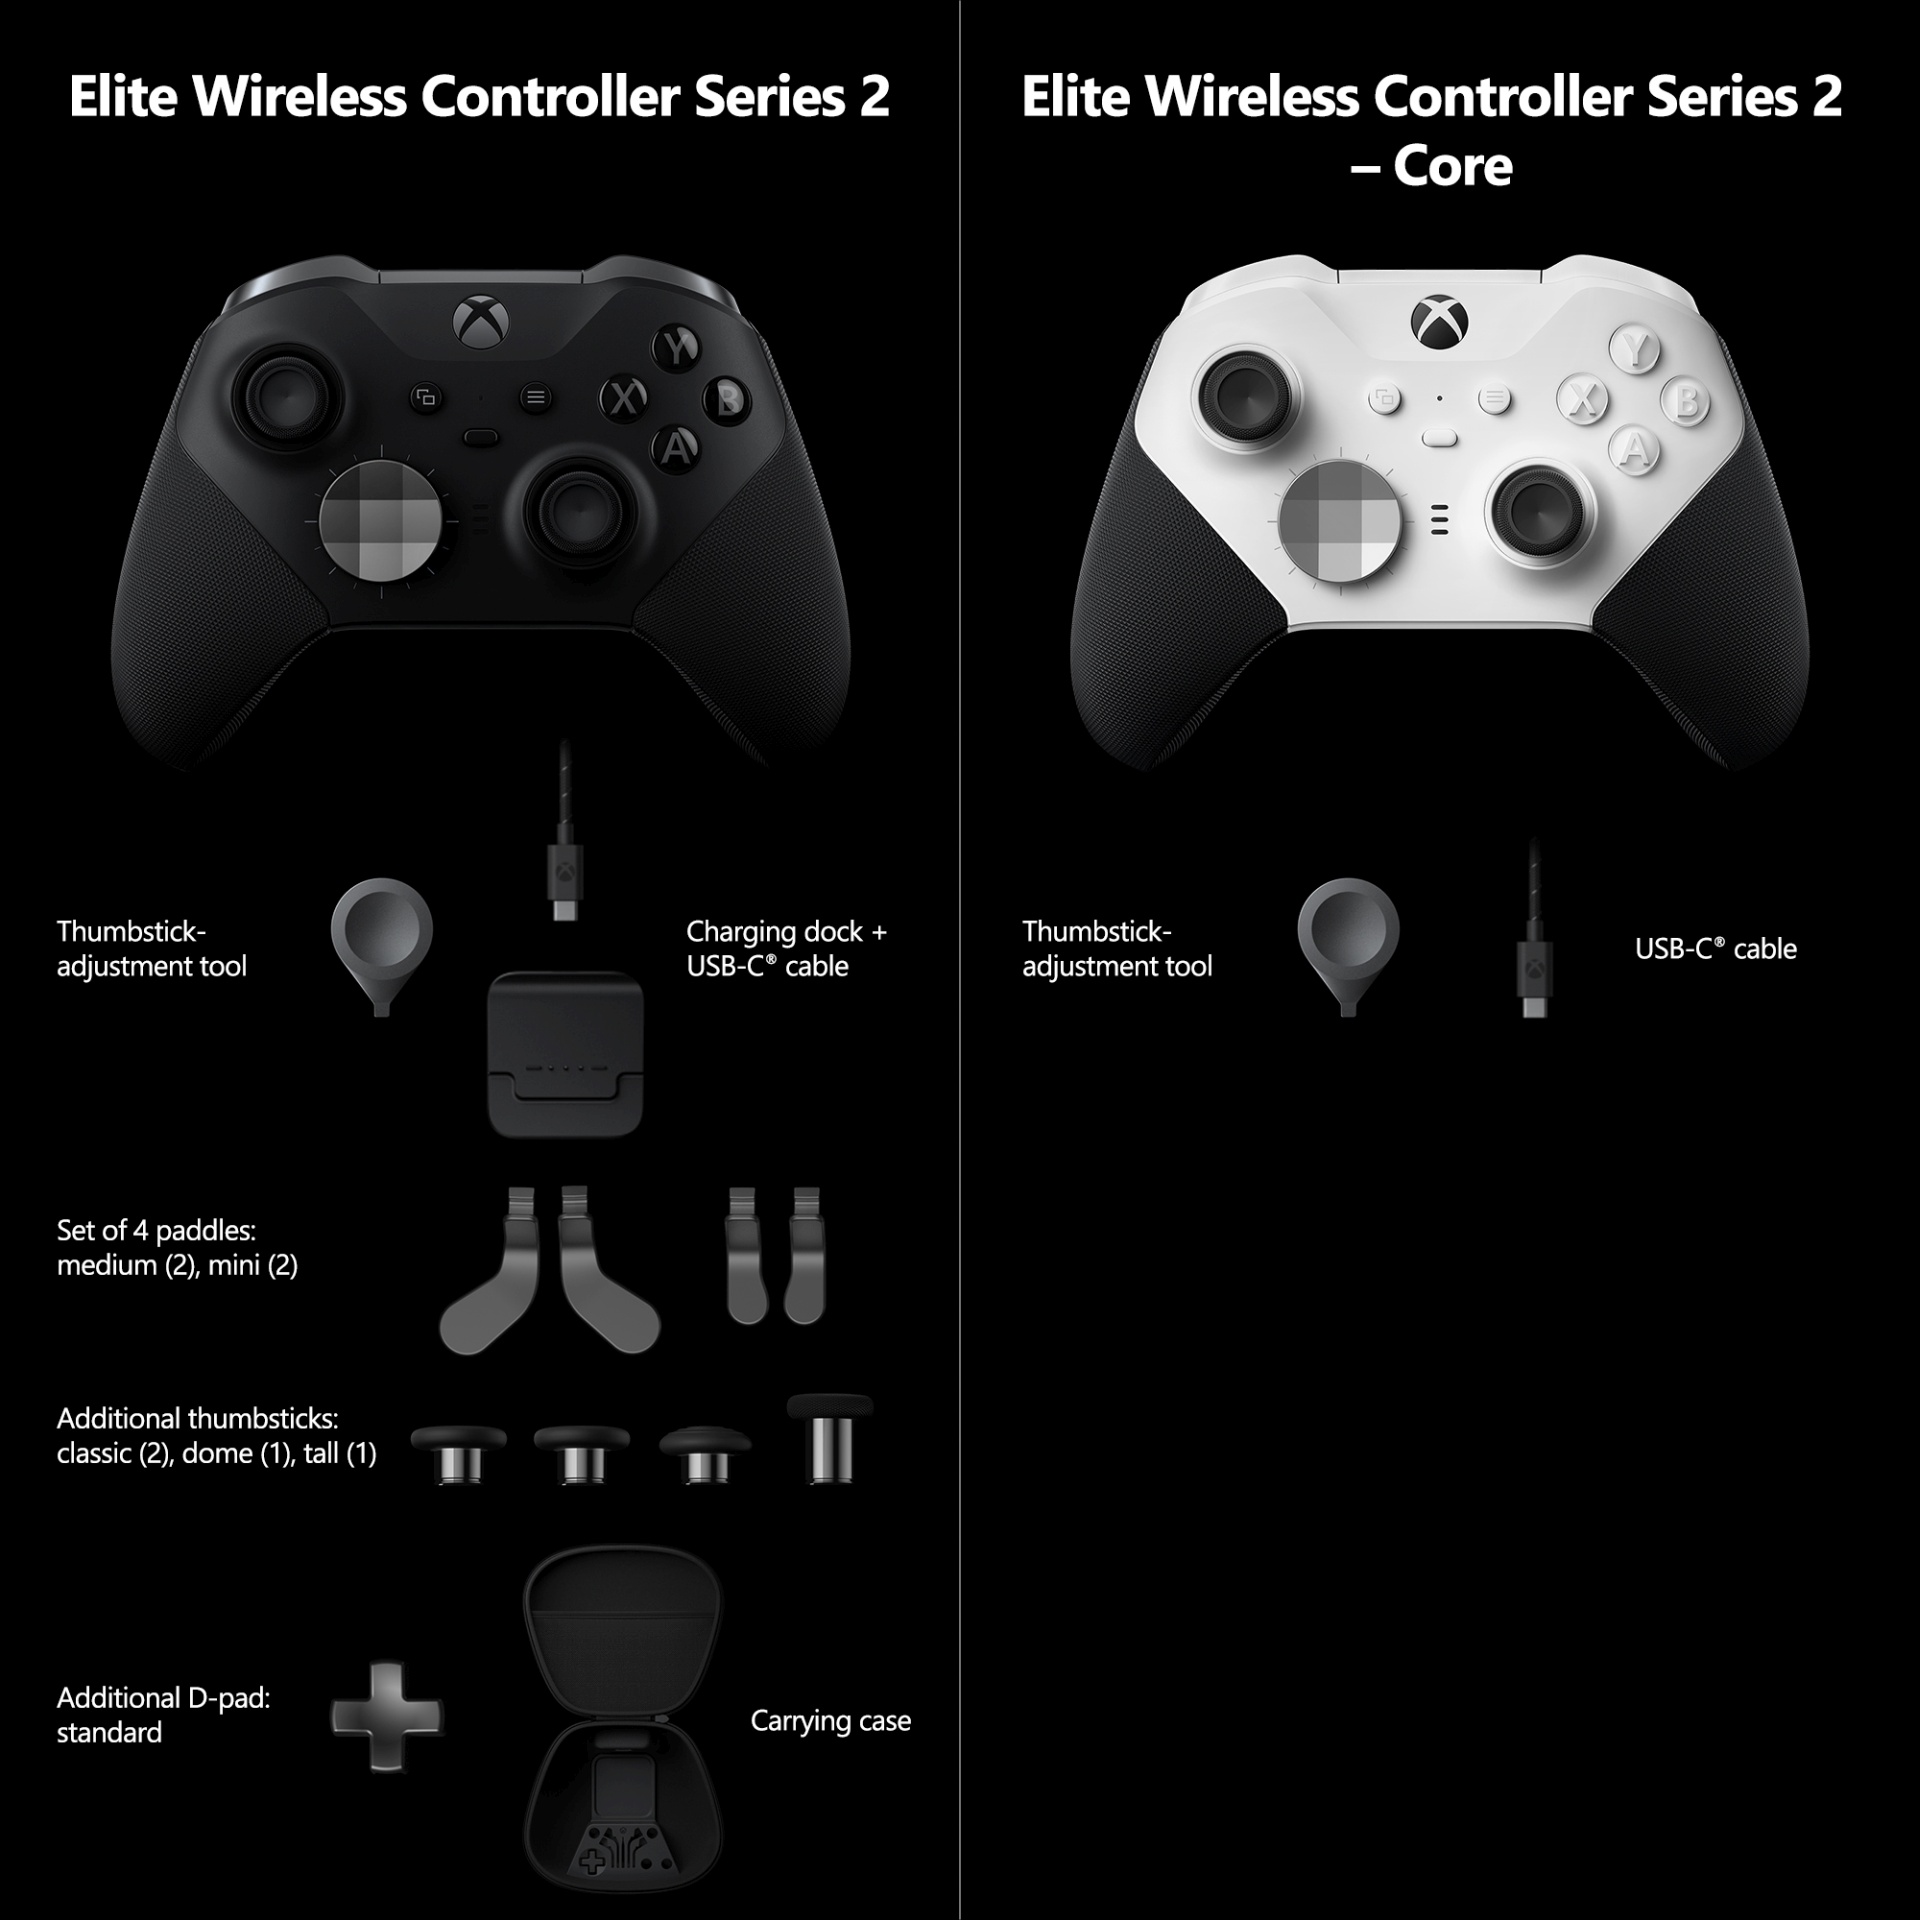 Elite Wireless Controller Series 2
Y
X
B
A
Thumbstick-
adjustment tool
Charging dock +
USB-C® cable
Set of 4 paddles:
medium (2), mini (2)
Additional thumbsticks:
classic (2), dome (1), tall (1)
Additional D-pad:
standard
Carrying case
Elite Wireless Controller Series 2
– Core
Y
X
B
A
Thumbstick-
adjustment tool
USB-C® cable